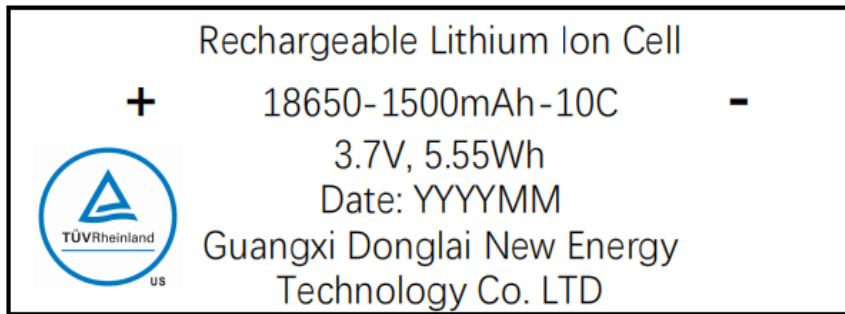 Rechargeable Lithium Ion Cell
+ 18650-1500mAh-10C -
3.7V, 5.55Wh
Date: YYYYMM
TÜVRheinland
US
Guangxi Donglai New Energy
Technology Co. LTD